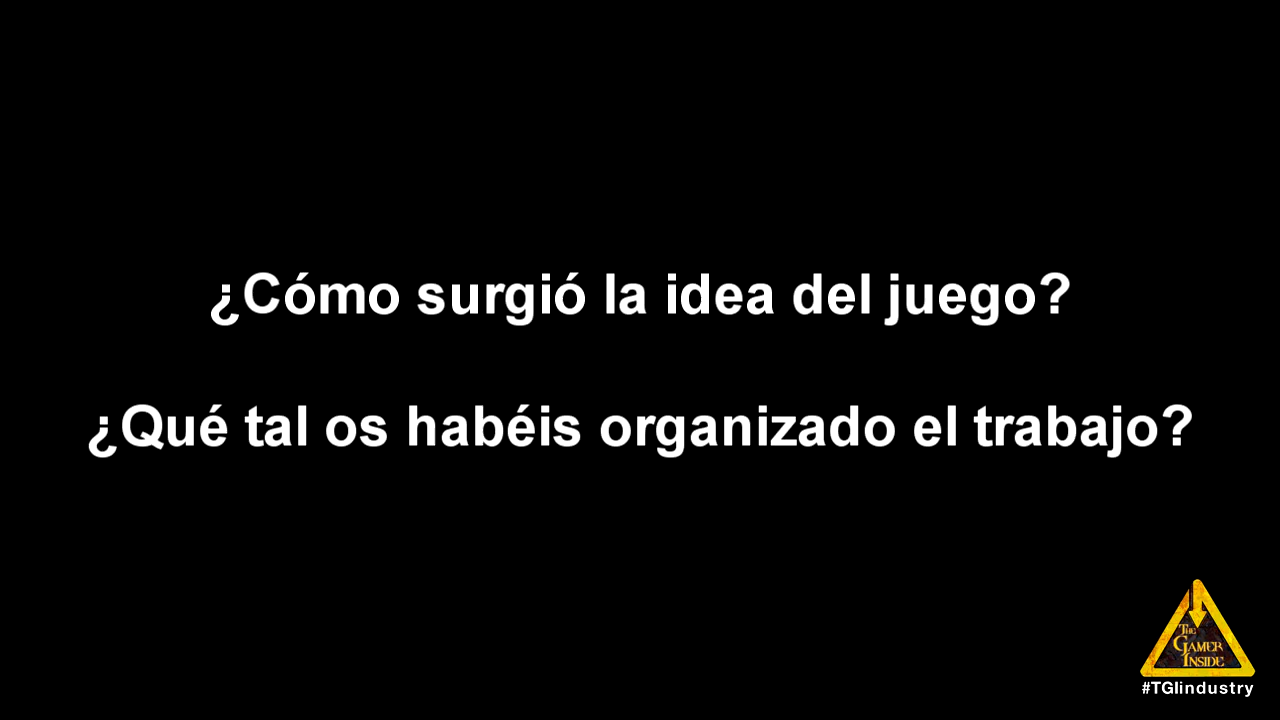 ¿Cómo surgió la idea del juego?
¿Qué tal os habéis organizado el trabajo?
THE
GAMER
INSIDE
#TGIindustry